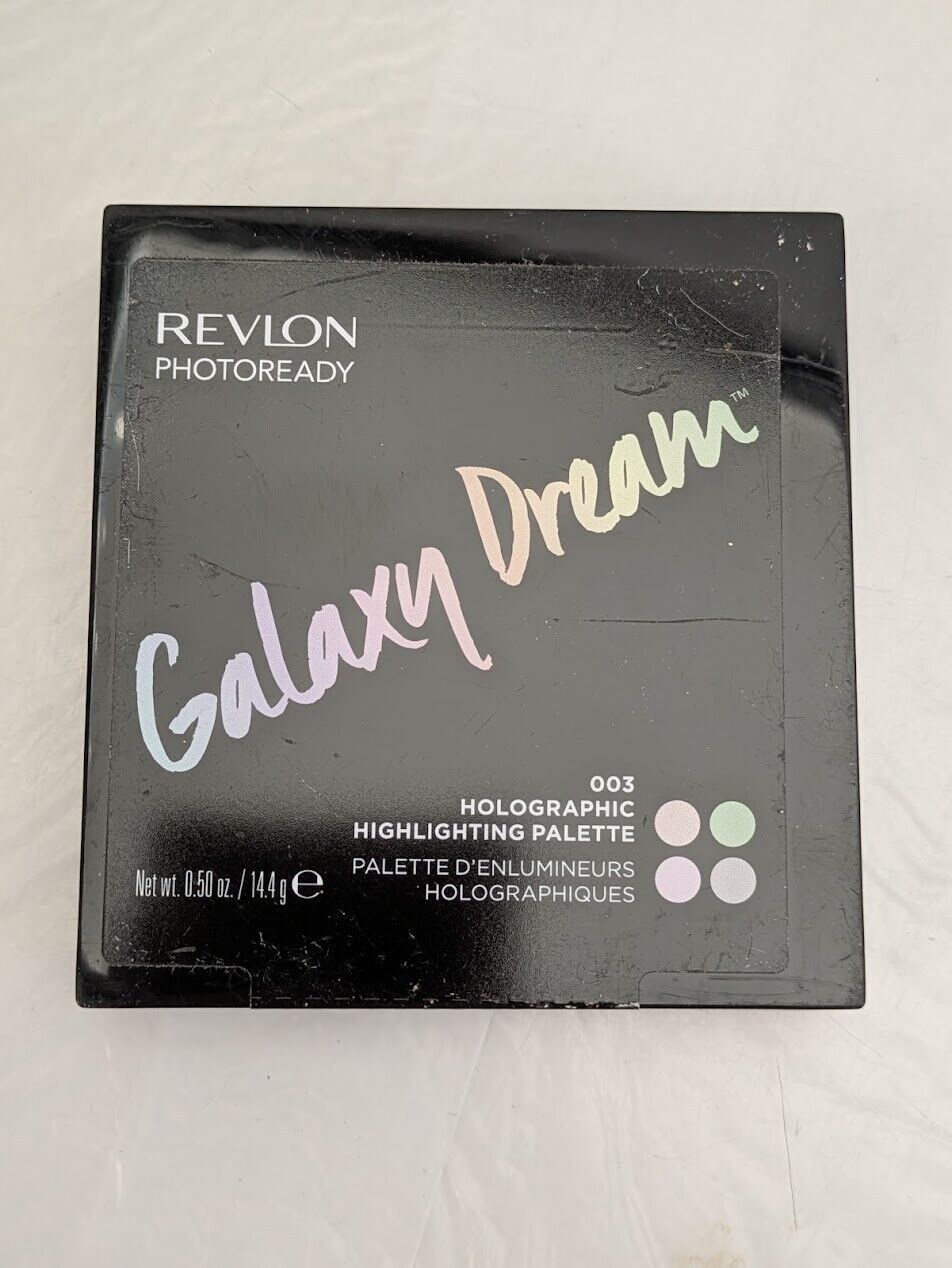 REVLON
PHOTOREADY
Galaxy Dream™
003
HOLOGRAPHIC
HIGHLIGHTING PALETTE
PALETTE D'ENLUMINEURS
HOLOGRAPHIQUES
Net wt. 0.50 oz. / 14.4 g ℮